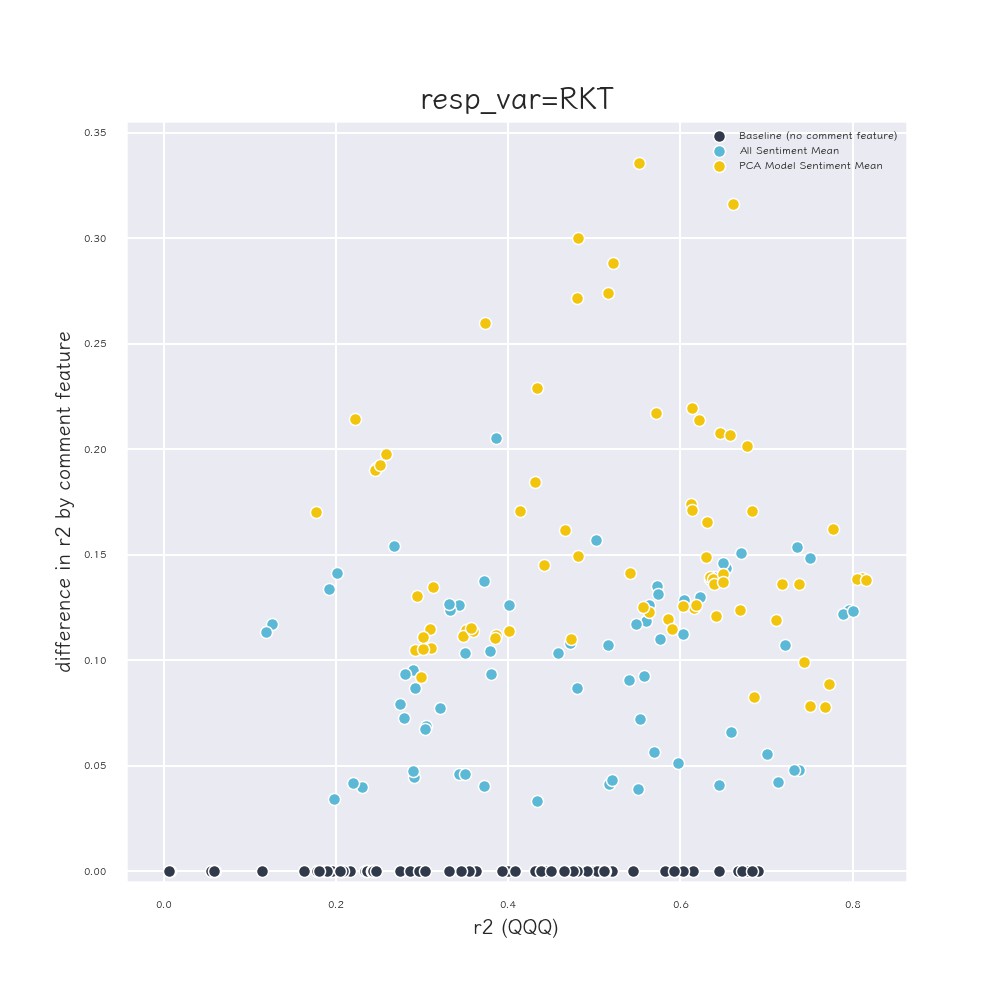 resp_var=RKT
Baseline (no comment feature)
All Sentiment Mean
PCA Model Sentiment Mean
difference in r2 by comment feature
0.35
0.30
0.25
0.20
0.15
0.10
0.05
0.00
0.0
0.2
0.4
0.6
0.8
r2 (QQQ)